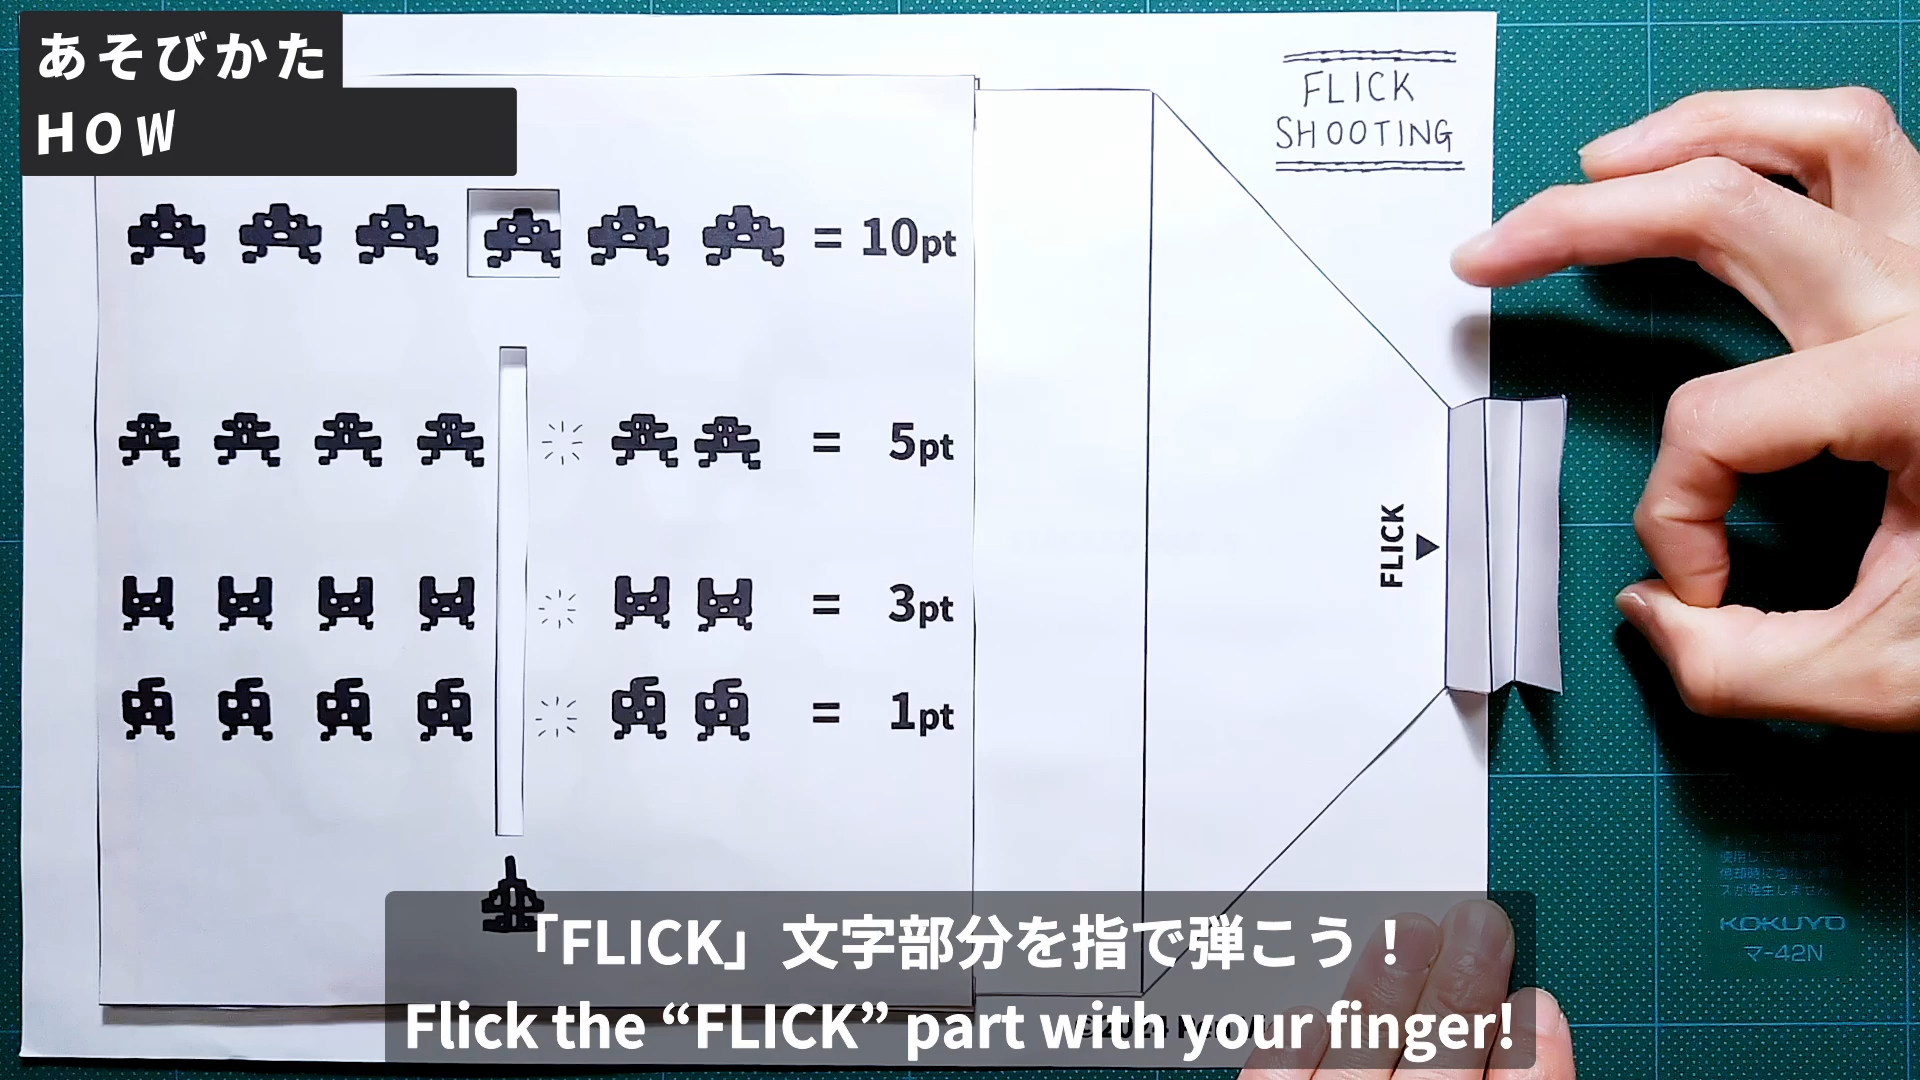 あそびかた
HOW
FLICK
SHOOTING
= 10pt
= 5pt
= 3pt
= 1pt
FLICK
KOKUYO
マ-42N
「FLICK」文字部分を指で弾こう！
Flick the “FLICK” part with your finger!